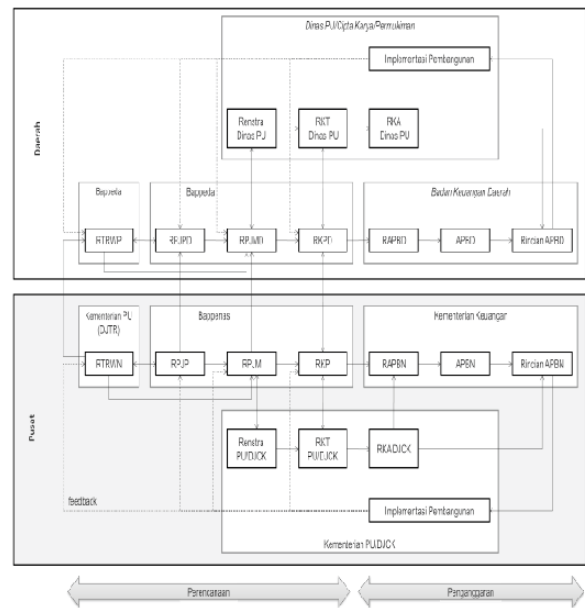 Dinas PU/Cipta Karya/Permukiman
Implementasi Pembangunan
Renstra
Dinas PU
RKT
Dinas PU
RKA
Dinas PU
Daerah
Bappeda
Bappeda
Badan Keuangan Daerah
RTRWP
RPJPD
RPJMD
RKPD
RAPBD
APBD
Rincian APBD
Kementerian PU
(DJTR)
Bappenas
Kementerian Keuangan
RTRWN
RPJP
RPJM
RKP
RAPBN
APBN
Rincian APBN
Pusat
Renstra
PU/DJCK
RKT
PU/DJCK
RKA DJCK
feedback
Implementasi Pembangunan
Kementerian PU/DJCK
Perencanaan
Penganggaran